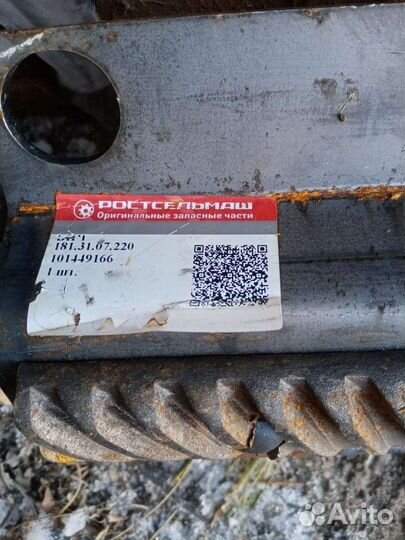 РОСТСЕЛЬМАШ
Оригинальные запасные части
181.31.07.220
101449166
1 шт.
Avito